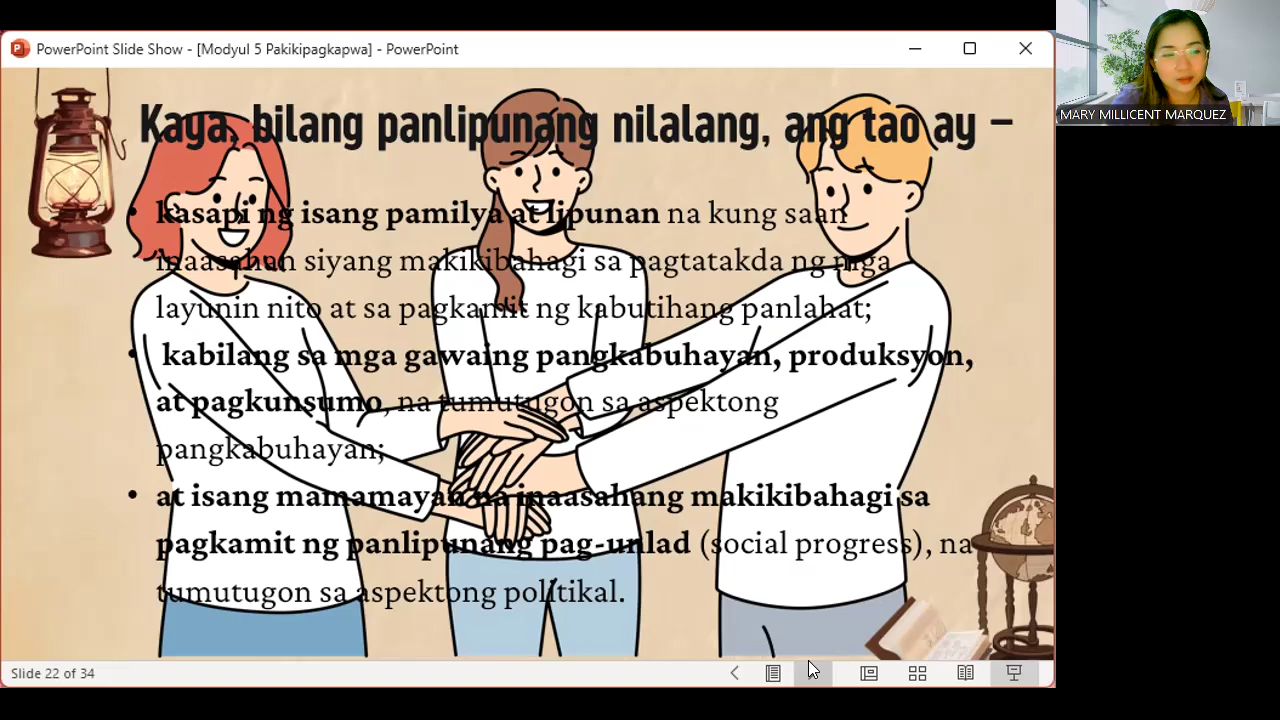 PowerPoint Slide Show - [Modyul 5 Pakikipagkapwa] - PowerPoint
MARY MILLICENT MARQUEZ
Kaya, bilang panlipunang nilalang, ang tao ay –
• kasapi ng isang pamilya at lipunan na kung saan
inaasahan siyang makikibahagi sa pagtatakda ng mga
layunin nito at sa pagkamit ng kabutihang panlahat;
• kabilang sa mga gawaing pangkabuhayan, produksyon,
at pagkunsumo, na tumutugon sa aspektong
pangkabuhayan;
• at isang mamamayan na inaasahang makikibahagi sa
pagkamit ng panlipunang pag-unlad (social progress), na
tumutugon sa aspektong politikal.
Slide 22 of 34